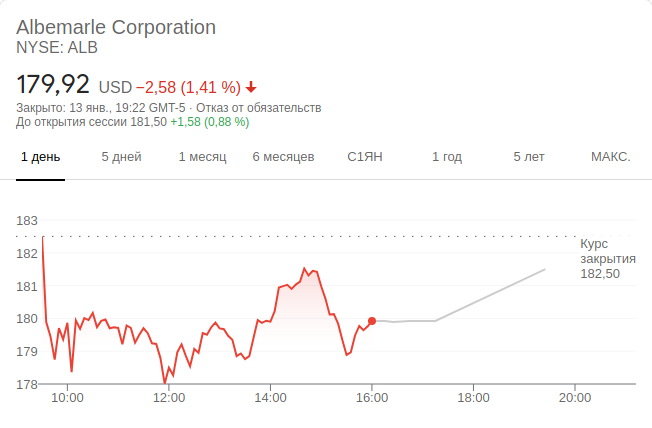 Albemarle Corporation
NYSE: ALB
179,92 USD −2,58 (1,41 %)
Закрыто: 13 янв., 19:22 GMT-5 · Отказ от обязательств
До открытия сессии 181,50 +1,58 (0,88 %)
1 день 5 дней 1 месяц 6 месяцев С1ЯН 1 год 5 лет МАКС.
183
182
181
180
179
178
Курс
закрытия
182,50
10:00 12:00 14:00 16:00 18:00 20:00